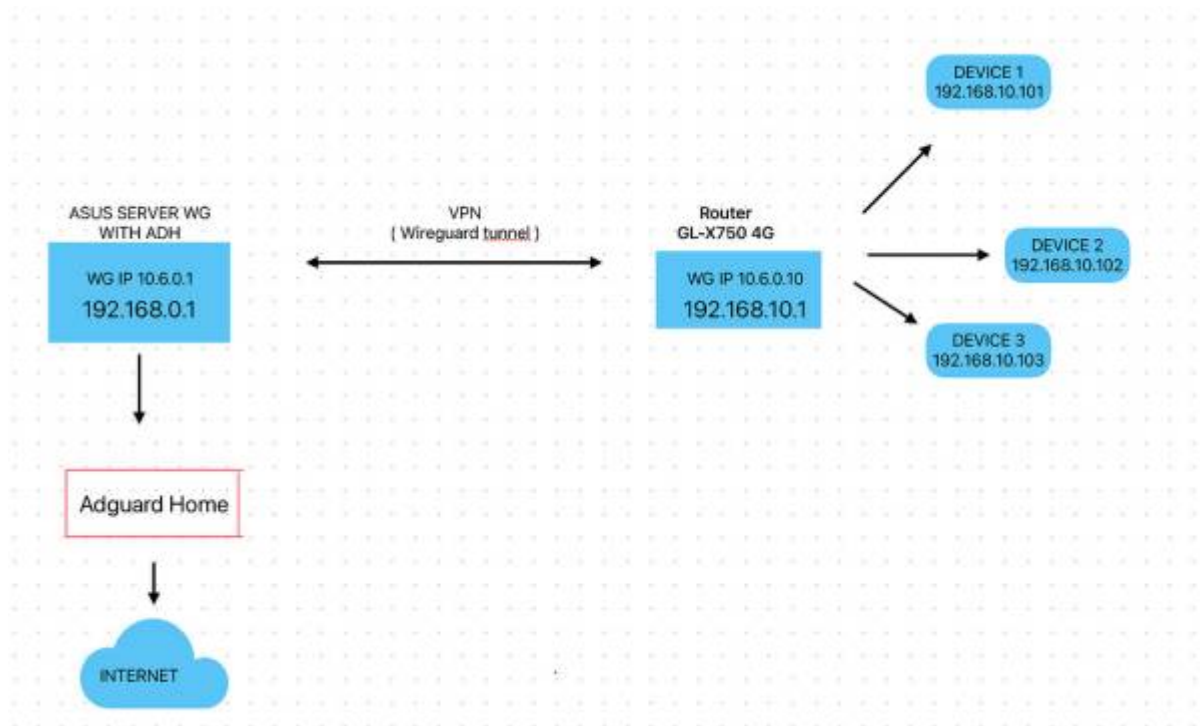 DEVICE 1
192.168.10.101
ASUS SERVER WG
WITH ADH
WG IP 10.6.0.1
192.168.0.1
VPN
( Wireguard tunnel )
Router
GL-X750 4G
WG IP 10.6.0.10
192.168.10.1
DEVICE 2
192.168.10.102
DEVICE 3
192.168.10.103
Adguard Home
INTERNET